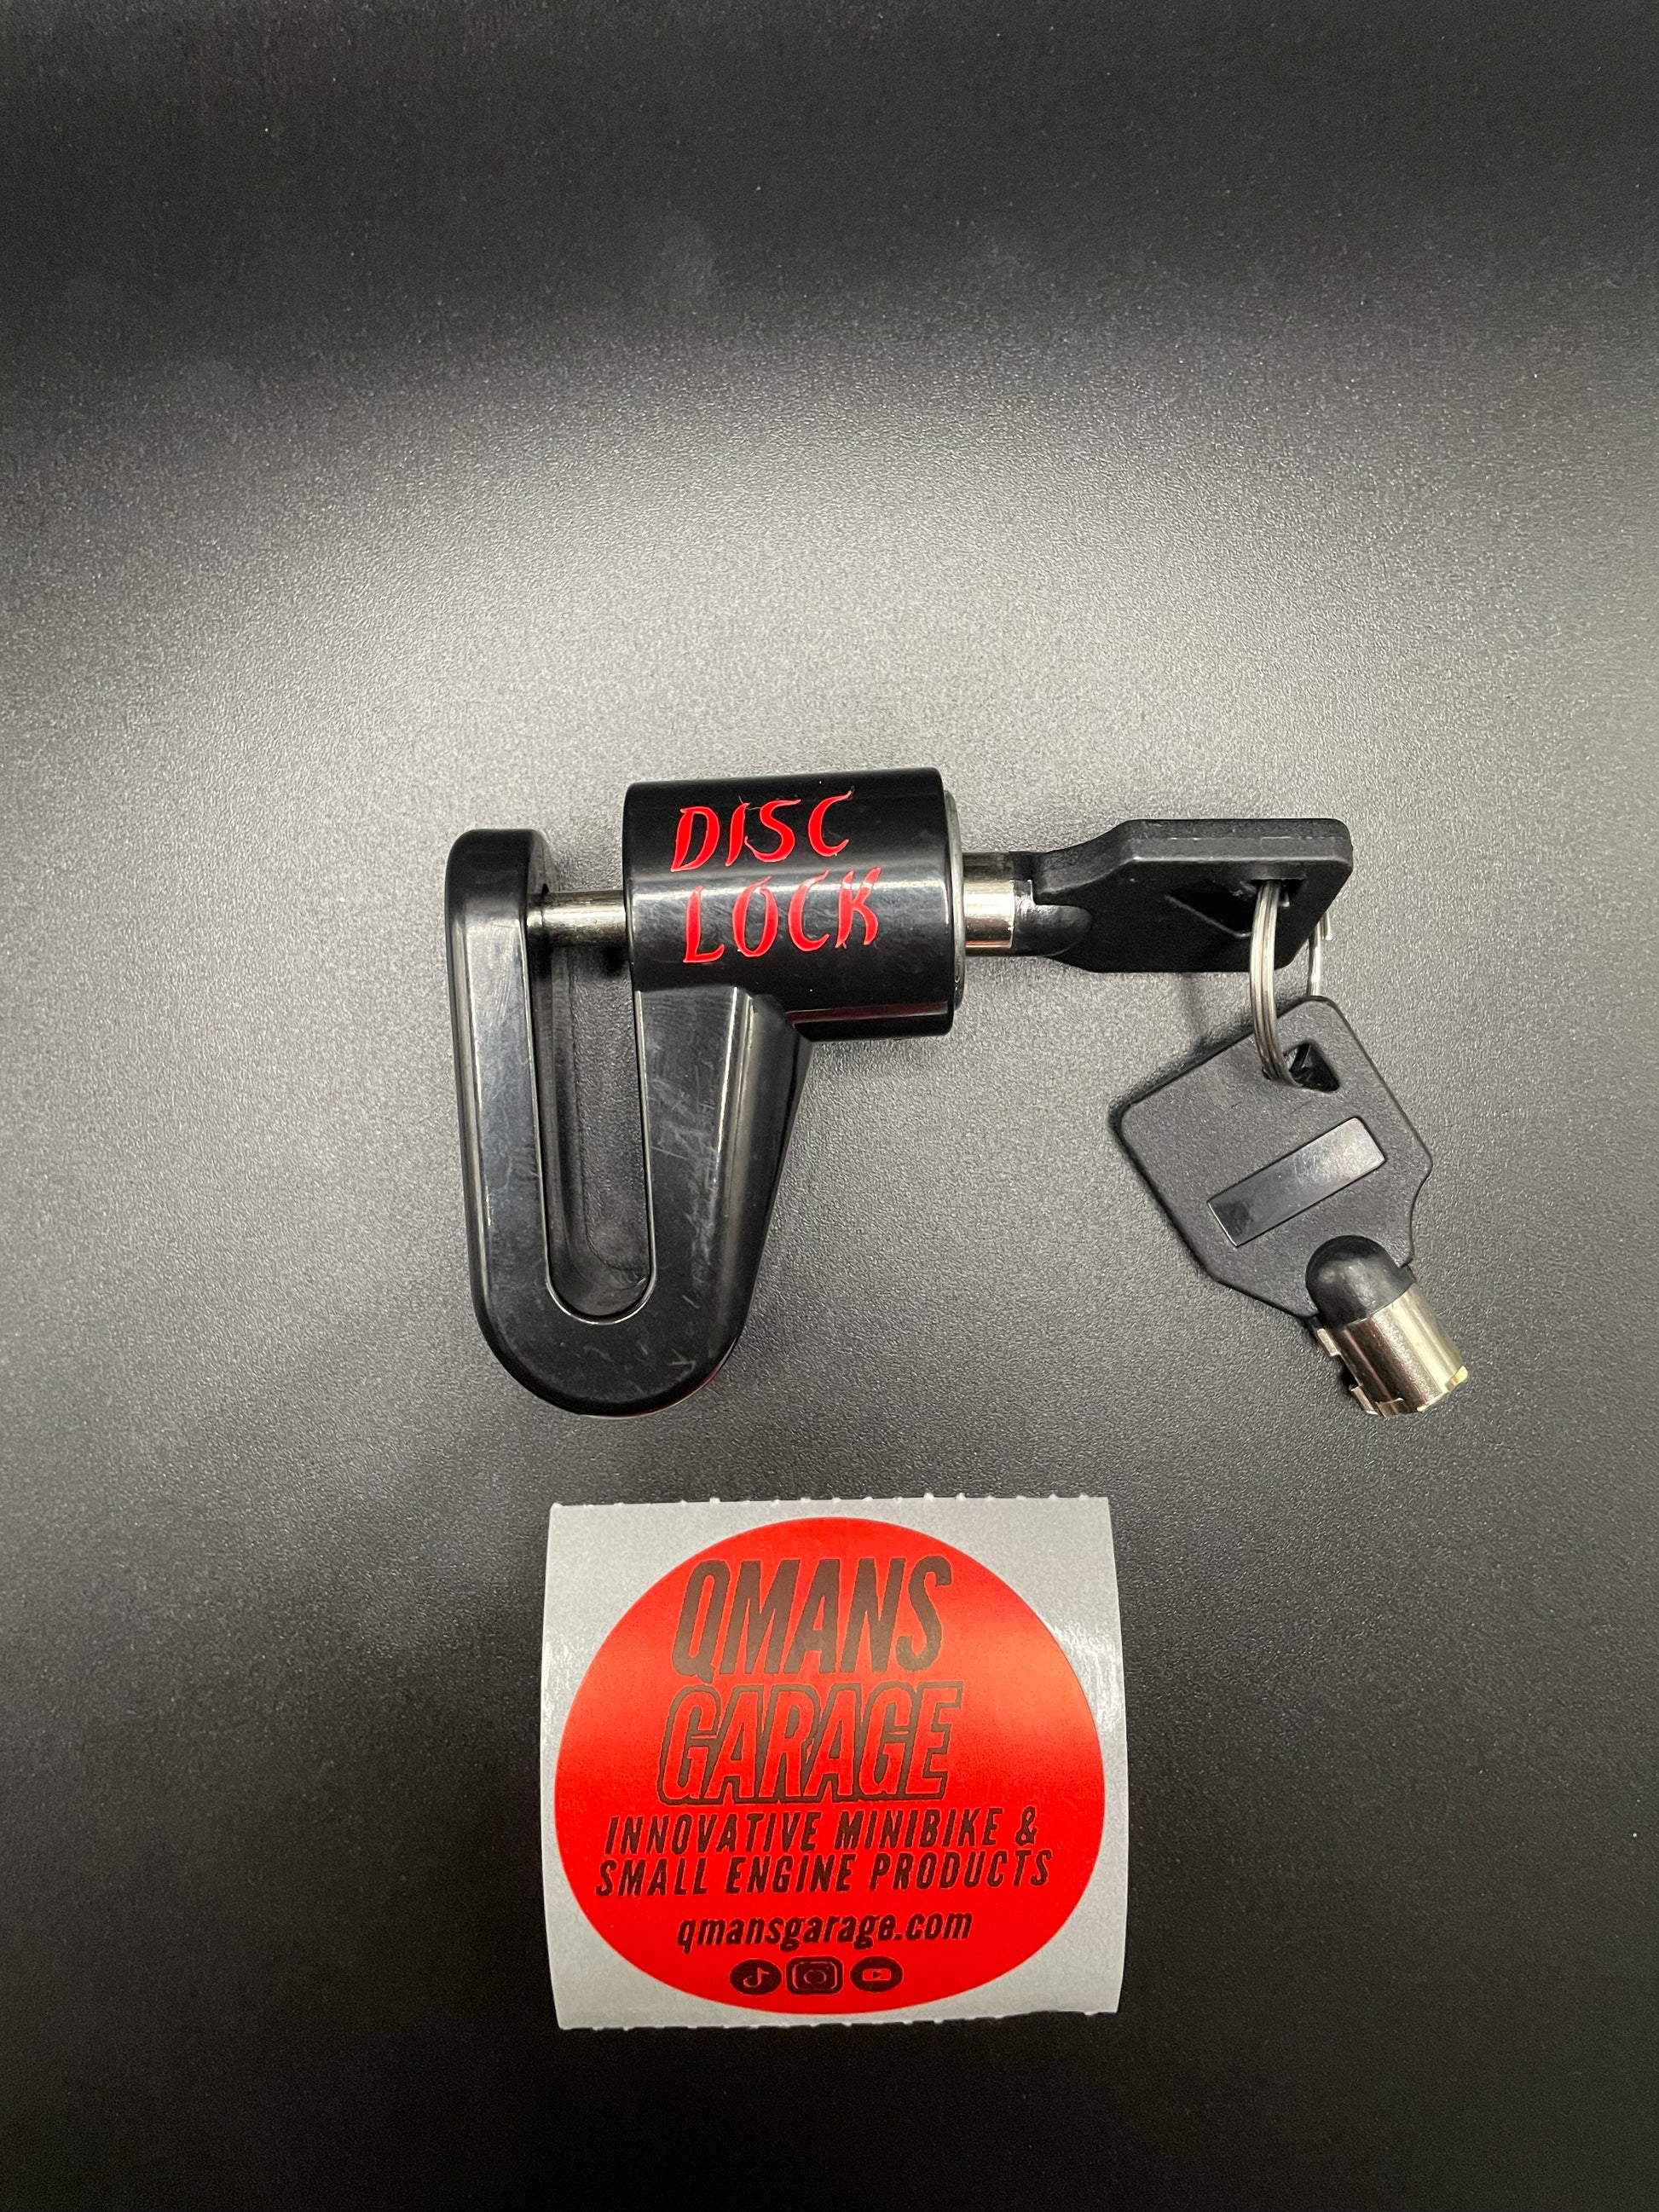 DISC
LOCK
QMANS
GARAGE
INNOVATIVE MINIBIKE &
SMALL ENGINE PRODUCTS
qmansgarage.com